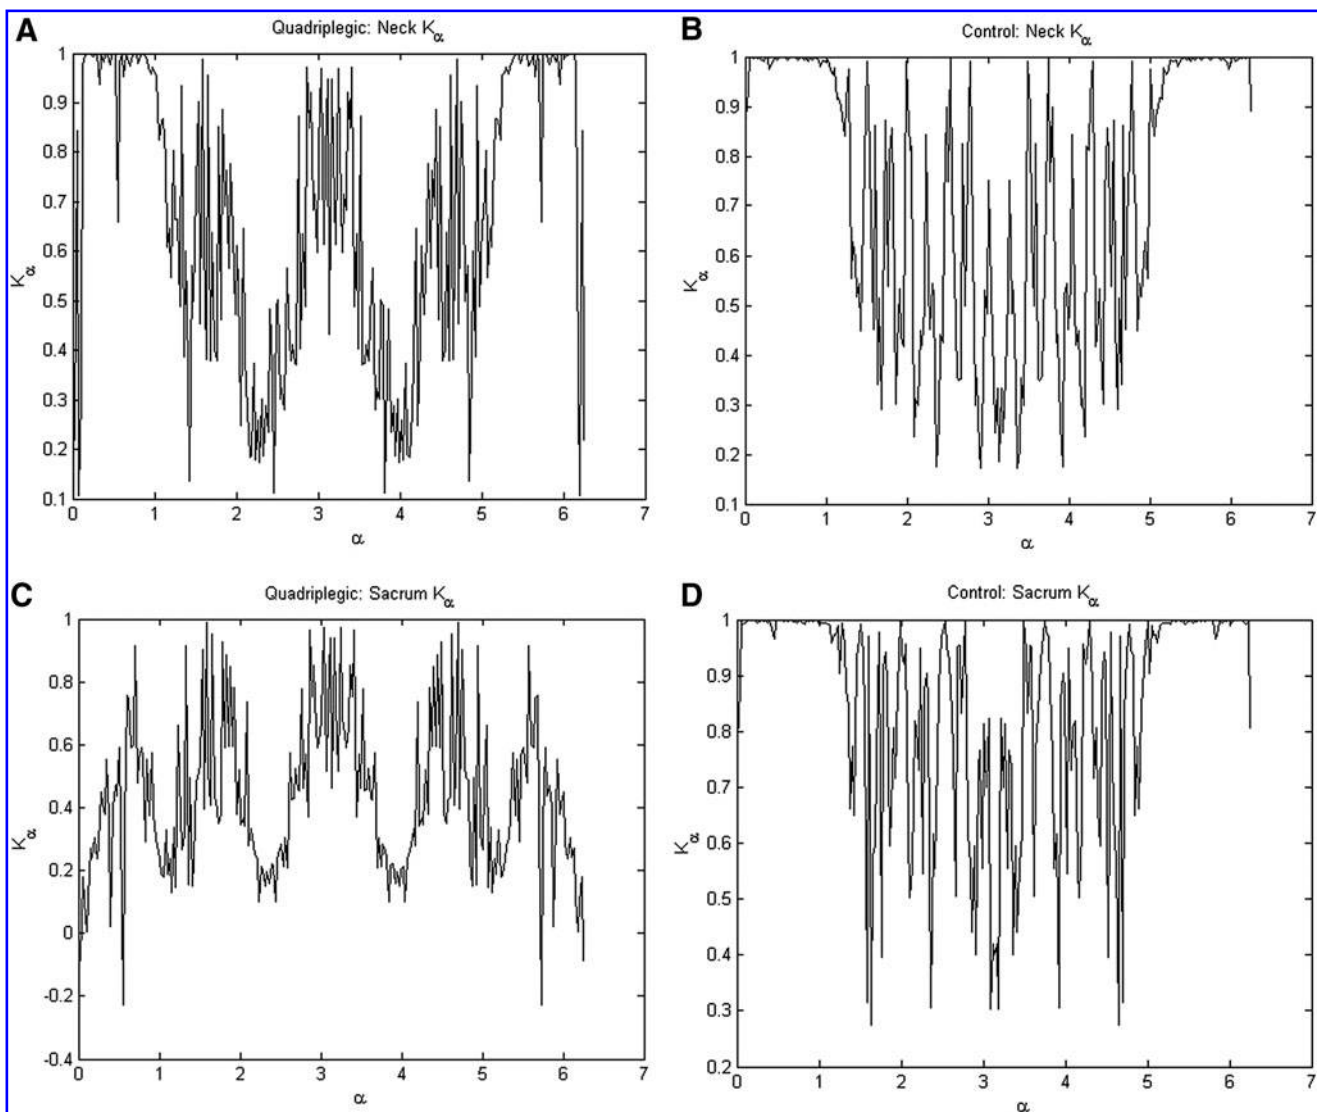 A
Quadriplegic: Neck Kα
1
0.9
0.8
0.7
0.6
0.5
0.4
0.3
0.2
0.1
Kα
0 1 2 3 4 5 6 7
α
B
Control: Neck Kα
1
0.9
0.8
0.7
0.6
0.5
0.4
0.3
0.2
0.1
Kα
0 1 2 3 4 5 6 7
α
C
Quadriplegic: Sacrum Kα
1
0.8
0.6
0.4
0.2
0
-0.2
-0.4
Kα
0 1 2 3 4 5 6 7
α
D
Control: Sacrum Kα
1
0.9
0.8
0.7
0.6
0.5
0.4
0.3
0.2
Kα
0 1 2 3 4 5 6 7
α